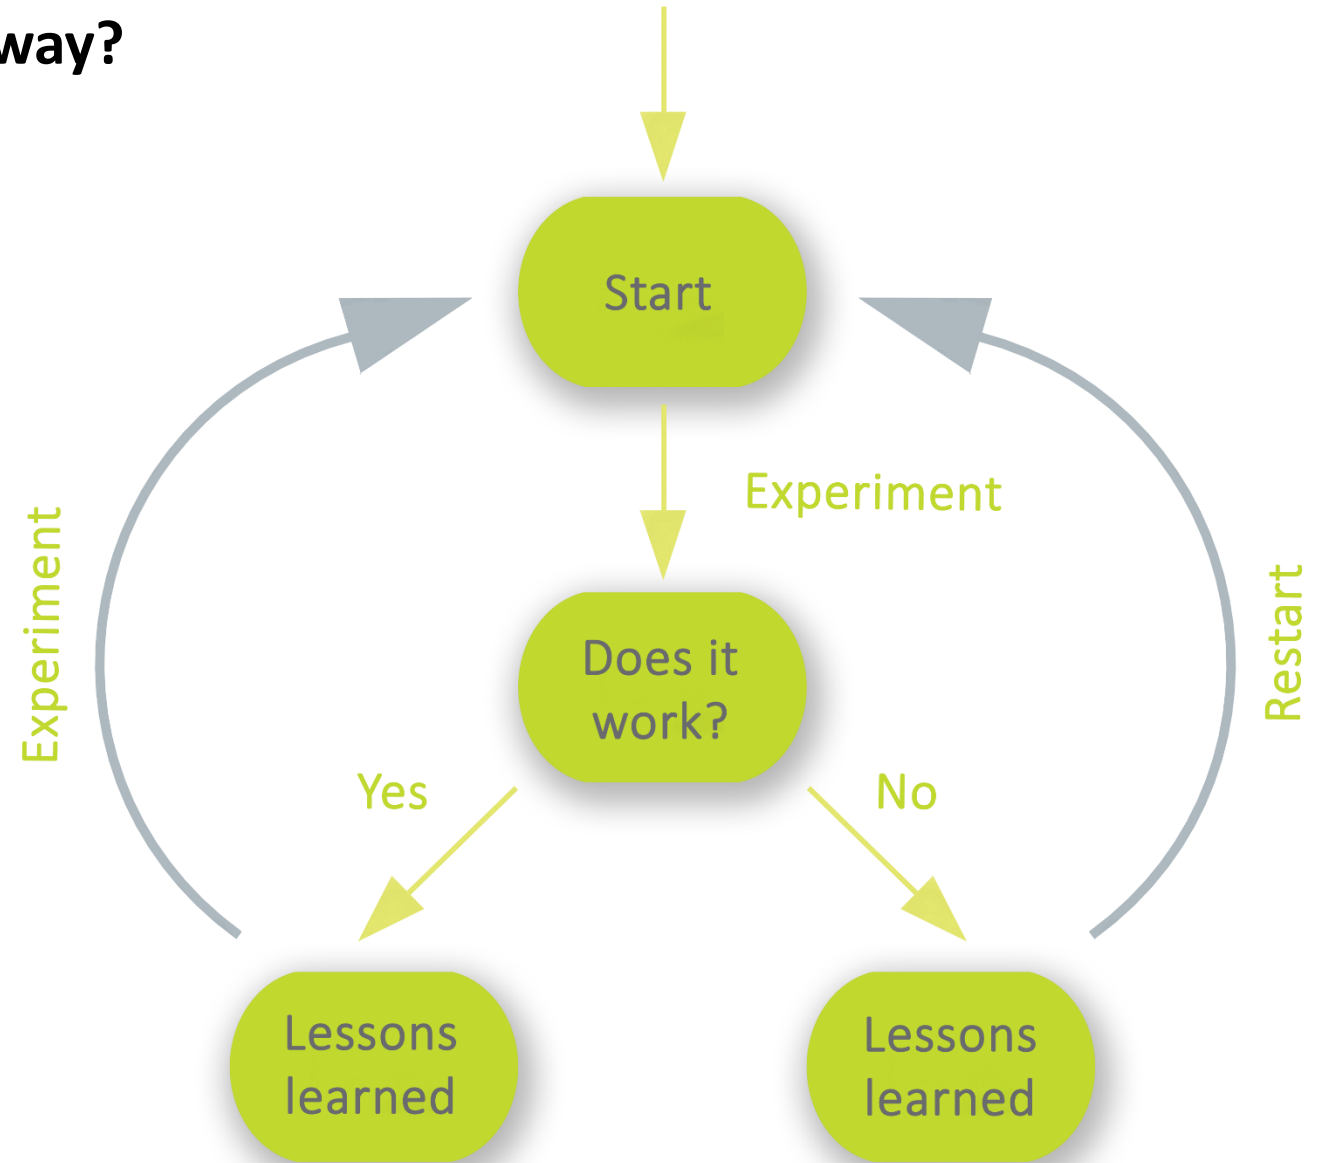 way?
Start
Experiment
Experiment
Restart
Does it
work?
Yes
No
Lessons
learned
Lessons
learned